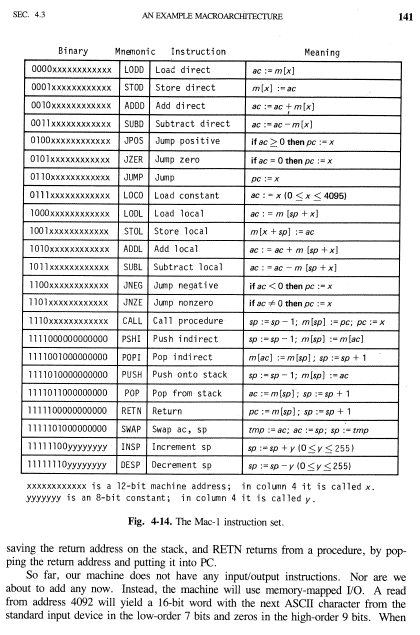 SEC. 4.3 AN EXAMPLE MACROARCHITECTURE 141
Binary Mnemonic Instruction Meaning
0000xxxxxxxxxxxx LODD Load direct ac := m[x]
0001xxxxxxxxxxxx STOD Store direct m[x] := ac
0010xxxxxxxxxxxx ADDD Add direct ac := ac + m[x]
0011xxxxxxxxxxxx SUBD Subtract direct ac := ac − m[x]
0100xxxxxxxxxxxx JPOS Jump positive if ac ≥ 0 then pc := x
0101xxxxxxxxxxxx JZER Jump zero if ac = 0 then pc := x
0110xxxxxxxxxxxx JUMP Jump pc := x
0111xxxxxxxxxxxx LOCO Load constant ac := x (0 ≤ x ≤ 4095)
1000xxxxxxxxxxxx LODL Load local ac := m [sp + x]
1001xxxxxxxxxxxx STOL Store local m[x + sp] := ac
1010xxxxxxxxxxxx ADDL Add local ac := ac + m [sp + x]
1011xxxxxxxxxxxx SUBL Subtract local ac := ac − m [sp + x]
1100xxxxxxxxxxxx JNEG Jump negative if ac < 0 then pc := x
1101xxxxxxxxxxxx JNZE Jump nonzero if ac ≠ 0 then pc := x
1110xxxxxxxxxxxx CALL Call procedure sp := sp − 1; m[sp] := pc; pc := x
1111000000000000 PSHI Push indirect sp := sp − 1; m[sp] := m[ac]
1111001000000000 POPI Pop indirect m[ac] := m[sp]; sp := sp + 1
1111010000000000 PUSH Push onto stack sp := sp − 1; m[sp] := ac
1111011000000000 POP Pop from stack ac := m[sp]; sp := sp + 1
1111100000000000 RETN Return pc := m[sp]; sp := sp + 1
1111101000000000 SWAP Swap ac, sp tmp := ac; ac := sp; sp := tmp
11111100yyyyyyyy INSP Increment sp sp := sp + y (0 ≤ y ≤ 255)
11111110yyyyyyyy DESP Decrement sp sp := sp − y (0 ≤ y ≤ 255)
xxxxxxxxxxxx is a 12-bit machine address; in column 4 it is called x.
yyyyyyy is an 8-bit constant; in column 4 it is called y.
Fig. 4-14. The Mac-1 instruction set.
saving the return address on the stack, and RETN returns from a procedure, by pop-
ping the return address and putting it into PC.
So far, our machine does not have any input/output instructions. Nor are we
about to add any now. Instead, the machine will use memory-mapped I/O. A read
from address 4092 will yield a 16-bit word with the next ASCII character from the
standard input device in the low-order 7 bits and zeros in the high-order 9 bits. When